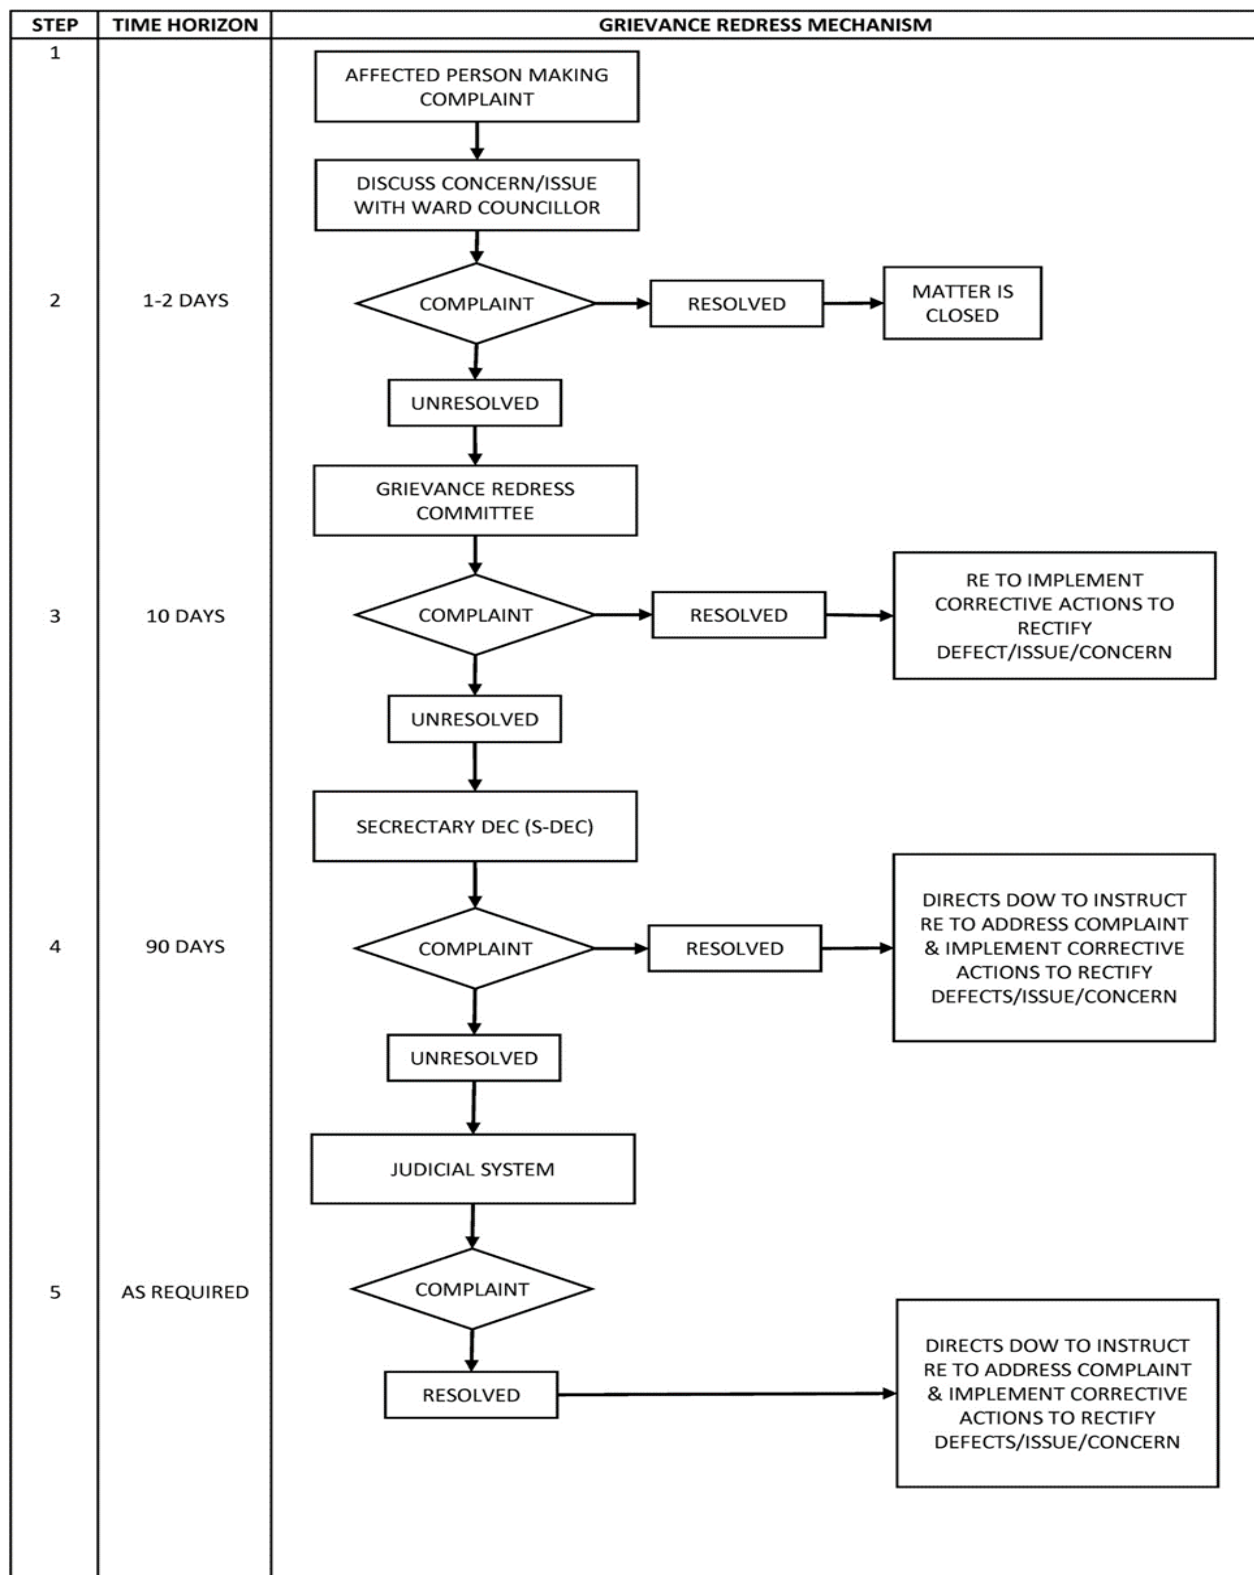 STEP
TIME HORIZON
GRIEVANCE REDRESS MECHANISM
1
AFFECTED PERSON MAKING
COMPLAINT
DISCUSS CONCERN/ISSUE
WITH WARD COUNCILLOR
2
1-2 DAYS
COMPLAINT
RESOLVED
MATTER IS
CLOSED
UNRESOLVED
GRIEVANCE REDRESS
COMMITTEE
3
10 DAYS
COMPLAINT
RESOLVED
RE TO IMPLEMENT
CORRECTIVE ACTIONS TO
RECTIFY
DEFECT/ISSUE/CONCERN
UNRESOLVED
SECRECTARY DEC (S-DEC)
4
90 DAYS
COMPLAINT
RESOLVED
DIRECTS DOW TO INSTRUCT
RE TO ADDRESS COMPLAINT
& IMPLEMENT CORRECTIVE
ACTIONS TO RECTIFY
DEFECTS/ISSUE/CONCERN
UNRESOLVED
JUDICIAL SYSTEM
5
AS REQUIRED
COMPLAINT
RESOLVED
DIRECTS DOW TO INSTRUCT
RE TO ADDRESS COMPLAINT
& IMPLEMENT CORRECTIVE
ACTIONS TO RECTIFY
DEFECTS/ISSUE/CONCERN